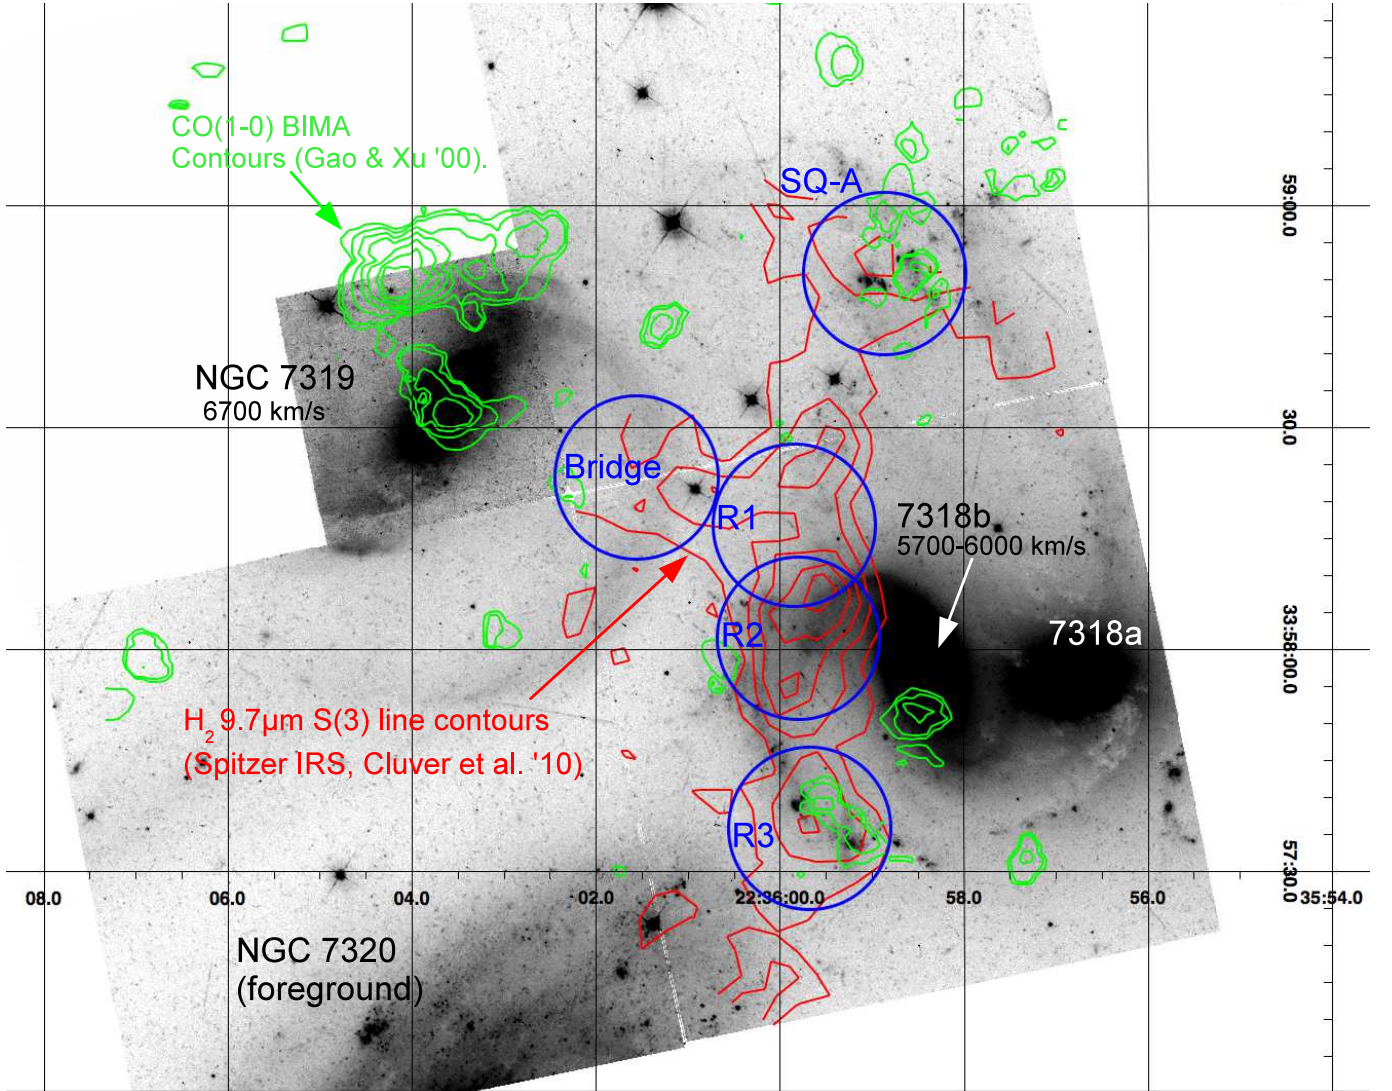 CO(1-0) BIMA
Contours (Gao & Xu '00).
SQ-A
59:00.0
NGC 7319
6700 km/s
30.0
Bridge
R1
7318b
5700-6000 km/s
R2
7318a
33:58:00.0
H2 9.7µm S(3) line contours
(Spitzer IRS, Cluver et al. '10)
R3
57:30.0
08.0 06.0 04.0 02.0 22:36:00.0 58.0 56.0 35:54.0
NGC 7320
(foreground)